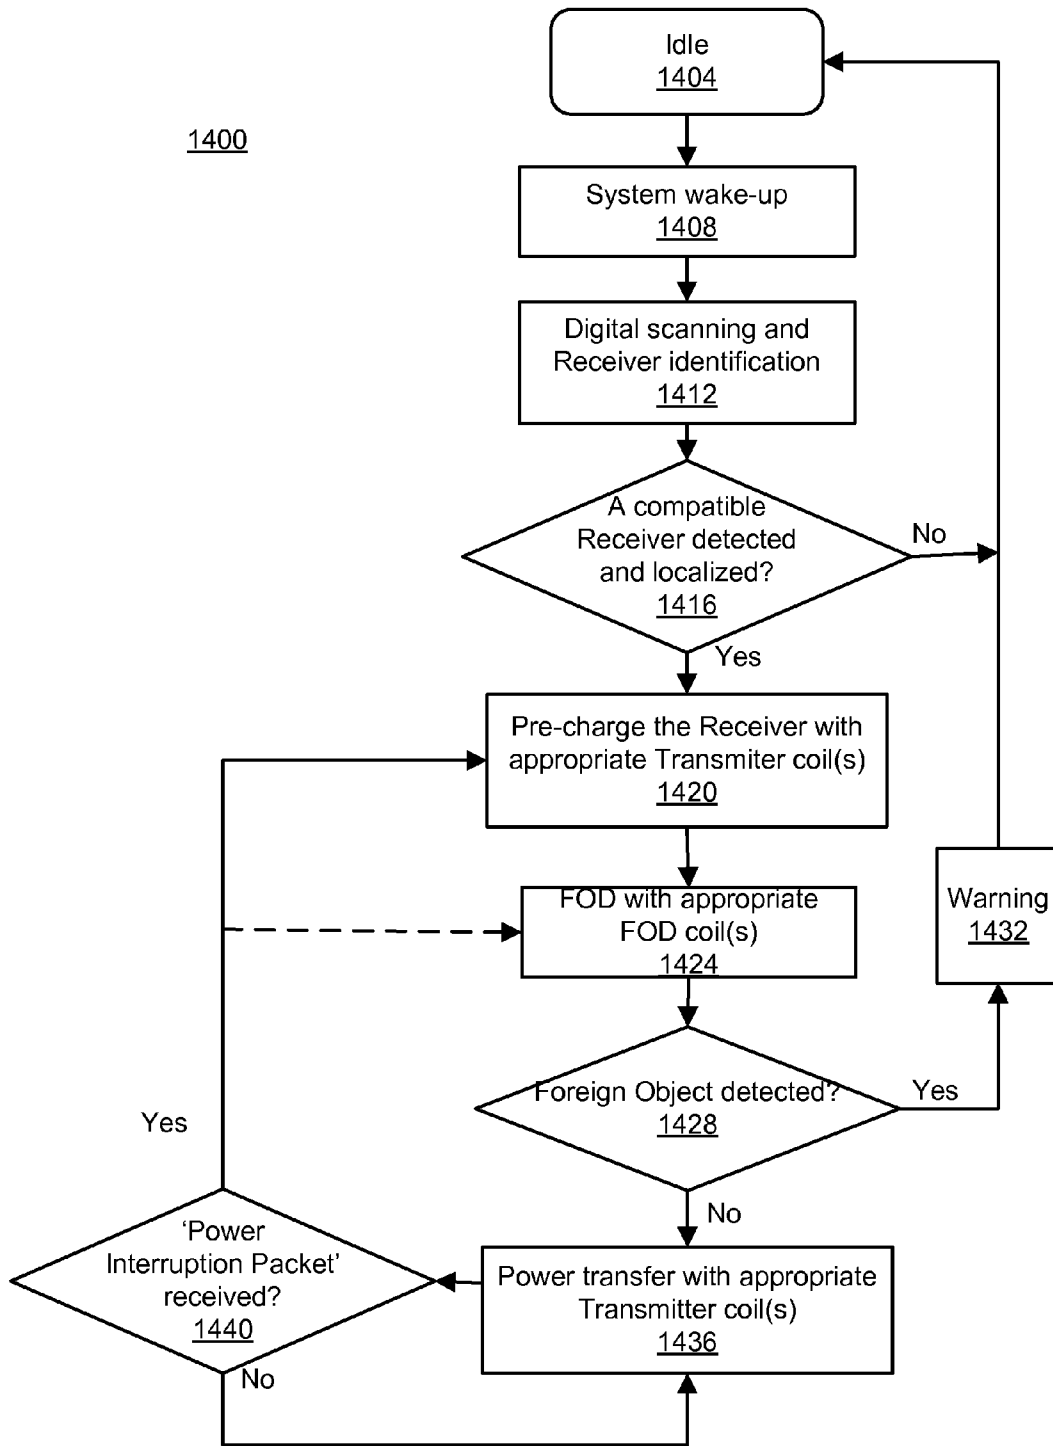 Idle
1404
1400
System wake-up
1408
Digital scanning and
Receiver identification
1412
A compatible
Receiver detected
and localized?
1416
No
Yes
Pre-charge the Receiver with
appropriate Transmiter coil(s)
1420
FOD with appropriate
FOD coil(s)
1424
Warning
1432
Foreign Object detected?
1428
Yes
Yes
No
‘Power
Interruption Packet’
received?
1440
Power transfer with appropriate
Transmitter coil(s)
1436
No